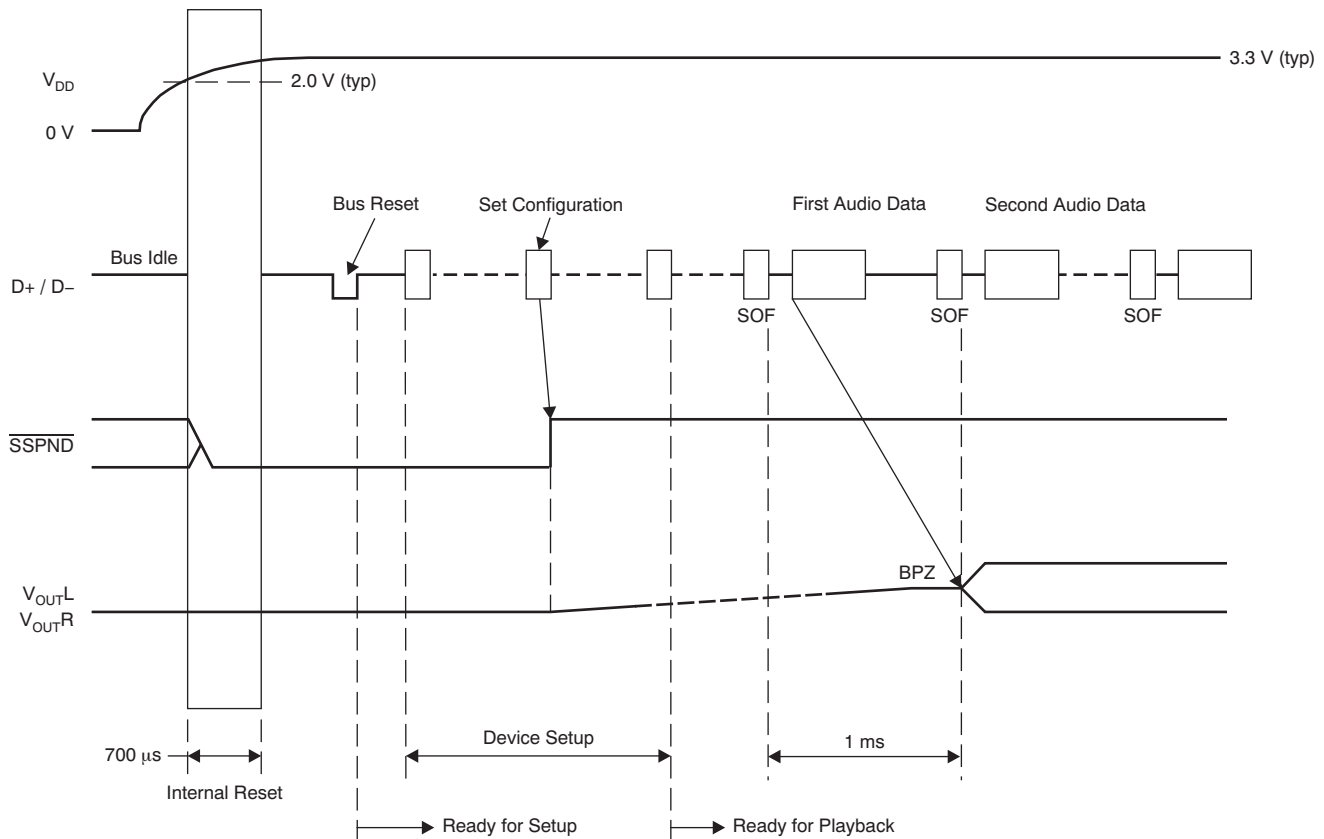 3.3 V (typ)
V_DD
2.0 V (typ)
0 V
Bus Reset
Set Configuration
First Audio Data
Second Audio Data
Bus Idle
D+ / D–
SOF
SOF
SOF
SSPND
BPZ
V_OUTL
V_OUTR
Device Setup
1 ms
700 μs
Internal Reset
Ready for Setup
Ready for Playback